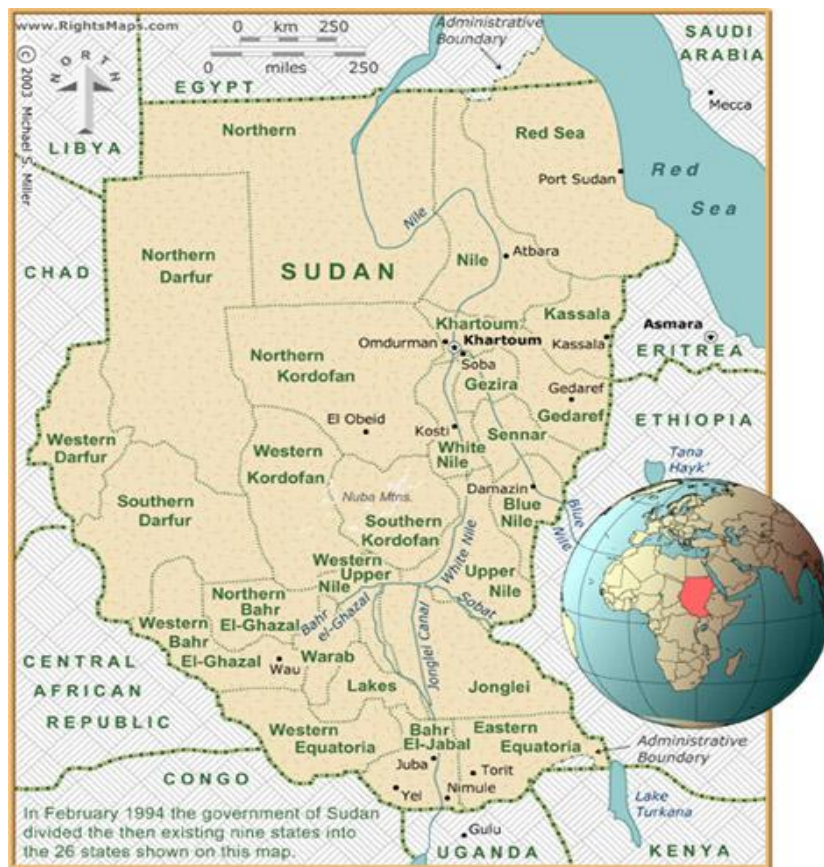 www.RightsMaps.com
0 km 250
0 miles 250
Administrative
Boundary
SAUDI
ARABIA
Mecca
© 2003 Michael S. Miller
NORTH
EGYPT
LIBYA
Northern
Red Sea
Port Sudan
Red
Sea
Nile
Northern
Darfur
CHAD
SUDAN
Nile
Atbara
Khartoum
Kassala
Asmara
Omdurman
Khartoum
Kassala
ERITREA
Soba
Northern
Kordofan
Gezira
Gedaref
Gedaref
ETHIOPIA
El Obeid
Kosti
Sennar
Western
Darfur
Western
Kordofan
White
Nile
Tana
Hayk'
Southern
Darfur
Nuba Mtns.
Damazin
Blue
Nile
Blue
Nile
Southern
Kordofan
White Nile
Western
Upper
Nile
Upper
Nile
Northern
Bahr
El-Ghazal
Bahr
el-Ghazal
Sobat
Western
Bahr
El-Ghazal
Wau
Warab
Jonglei Canal
CENTRAL
AFRICAN
REPUBLIC
Lakes
Jonglei
Western
Equatoria
Bahr
El-Jabal
Eastern
Equatoria
Administrative
Boundary
Juba
Torit
CONGO
Yei
Nimule
Lake
Turkana
In February 1994 the government of Sudan
divided the then existing nine states into
the 26 states shown on this map.
Gulu
UGANDA
KENYA